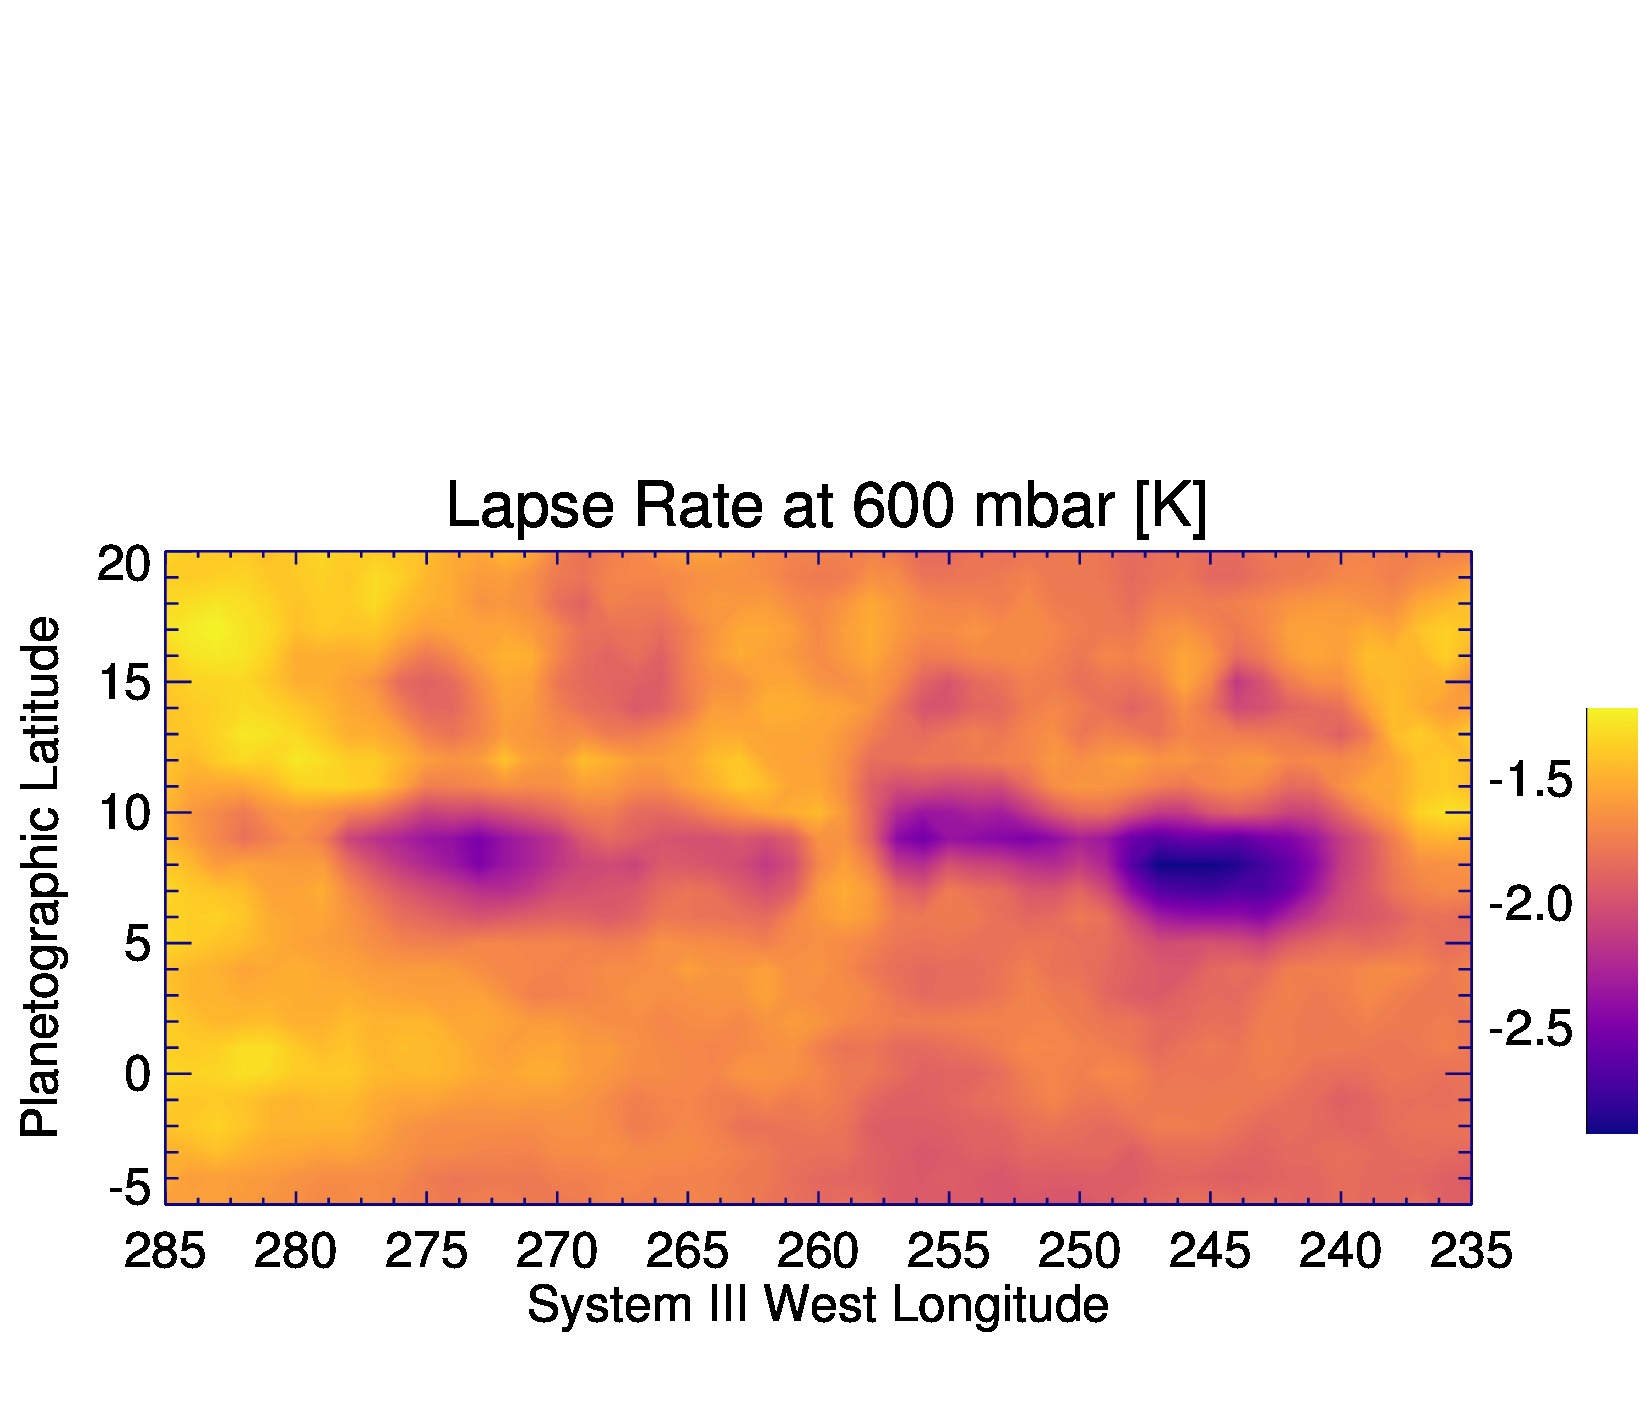 Lapse Rate at 600 mbar [K]
20
15
10
5
0
-5
Planetographic Latitude
285 280 275 270 265 260 255 250 245 240 235
System III West Longitude
-1.5
-2.0
-2.5